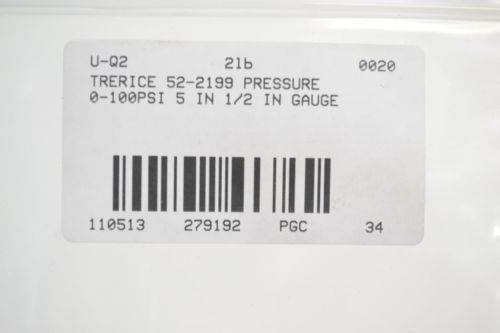 U-Q2 21b 0020
TRERICE 52-2199 PRESSURE
0-100PSI 5 IN 1/2 IN GAUGE
110513 279192 PGC 34